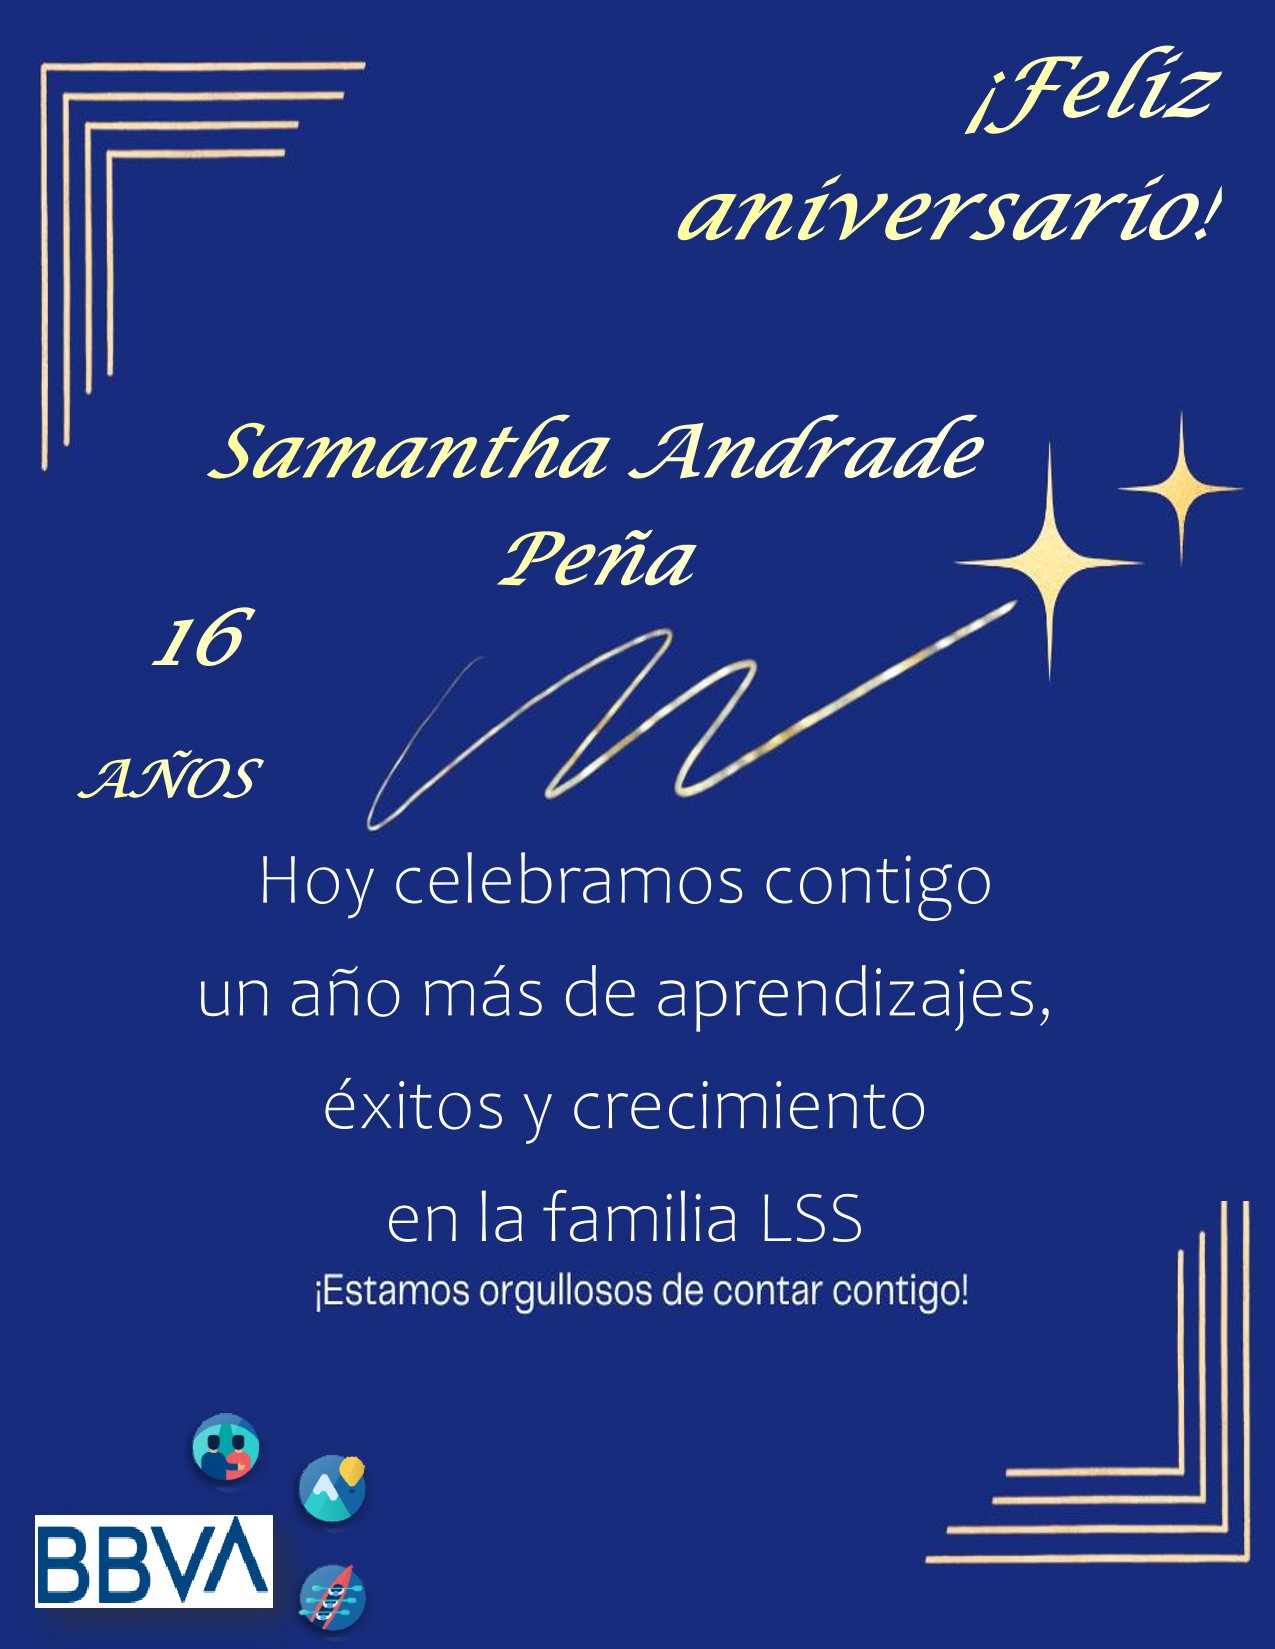 ¡Feliz
aniversario!
Samantha Andrade
Peña
16
AÑOS
Hoy celebramos contigo
un año más de aprendizajes,
éxitos y crecimiento
en la familia LSS
¡Estamos orgullosos de contar contigo!
BBVA